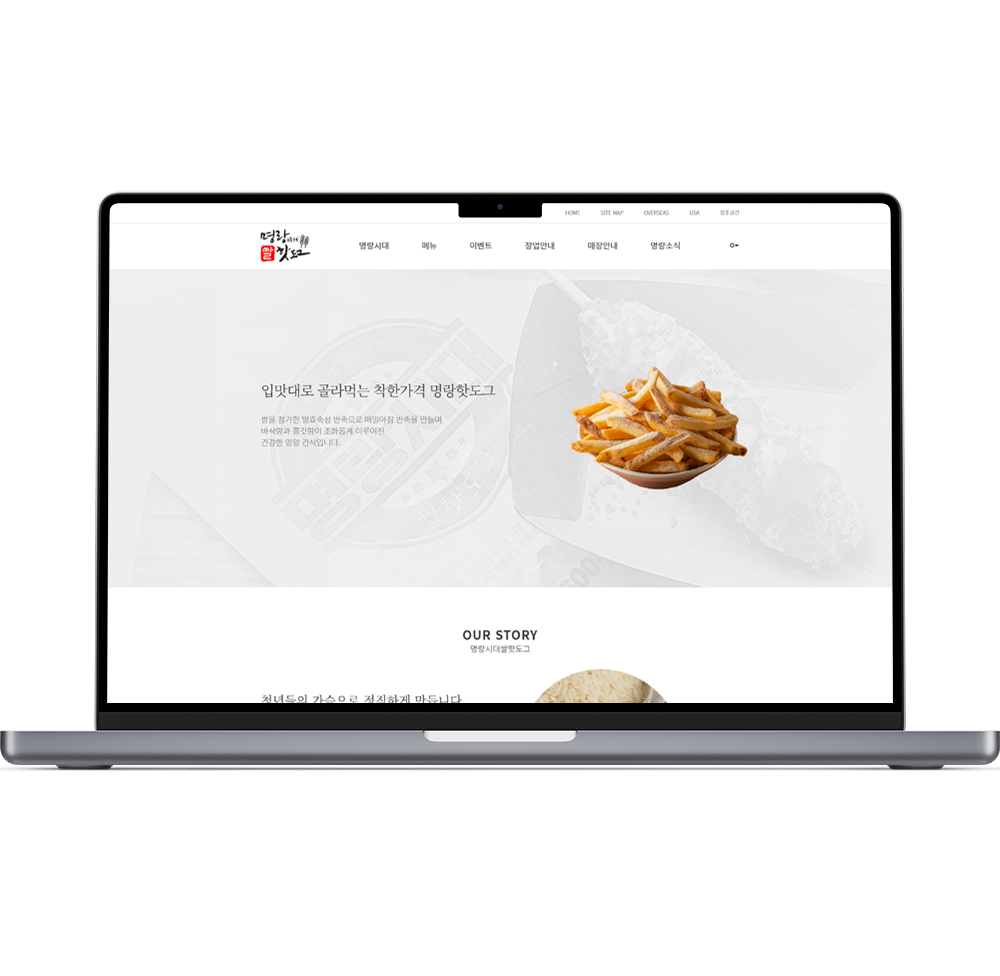 HOME SITE MAP OVERSEAS USA 점주공간
명랑시대
쌀핫도그
명랑시대 메뉴 이벤트 창업안내 매장안내 명랑소식
입맛대로 골라먹는 착한가격 명랑핫도그
쌀을 첨가한 발효숙성 반죽으로 매일아침 반죽을 만들며
바삭함과 쫄깃함이 조화롭게 이루어진
건강한 영양 간식입니다.
OUR STORY
명랑시대쌀핫도그
청년들의 가슴으로 정직하게 만듭니다